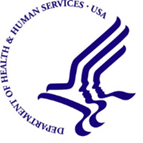 DEPARTMENT OF HEALTH & HUMAN SERVICES • USA